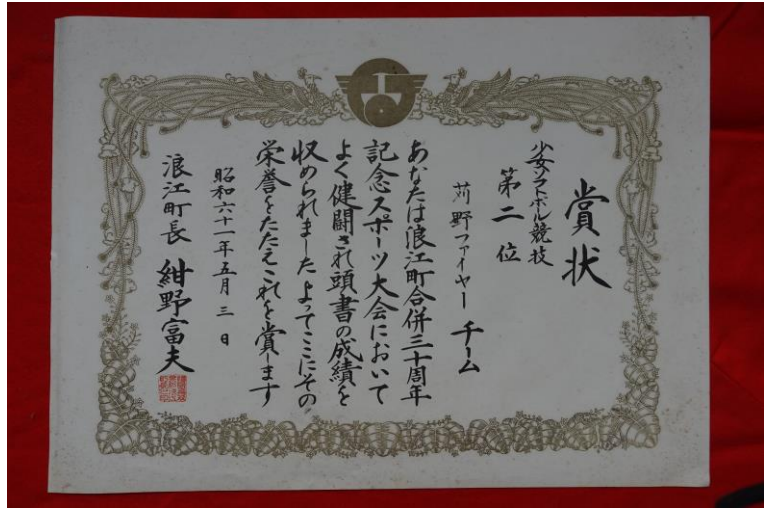 賞状
少女ソフトボール競技
第二位
苅野ファイヤー チーム
あなたは浪江町合併三十周年
記念スポーツ大会において
よく健闘され頭書の成績を
収められましたよってここにその
栄誉をたたえこれを賞します
昭和六十一年五月三日
浪江町長 紺野富夫